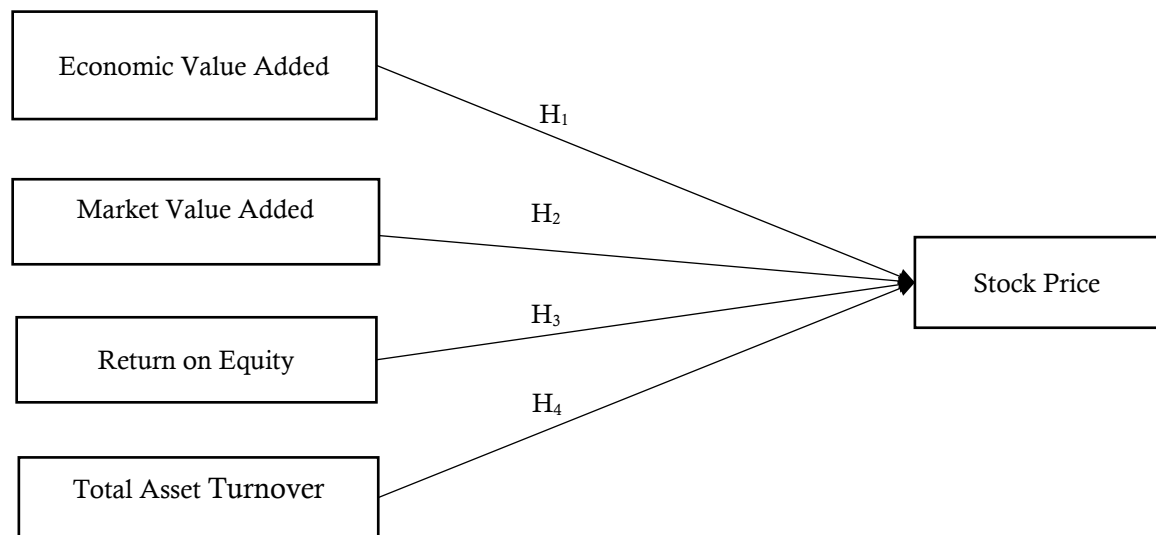 Economic Value Added
H₁
Market Value Added
H₂
Stock Price
H₃
Return on Equity
H₄
Total Asset Turnover